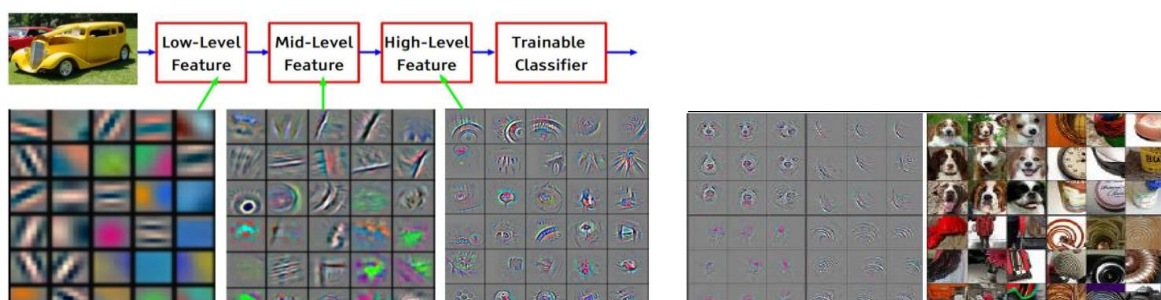 Low-Level
Feature
Mid-Level
Feature
High-Level
Feature
Trainable
Classifier